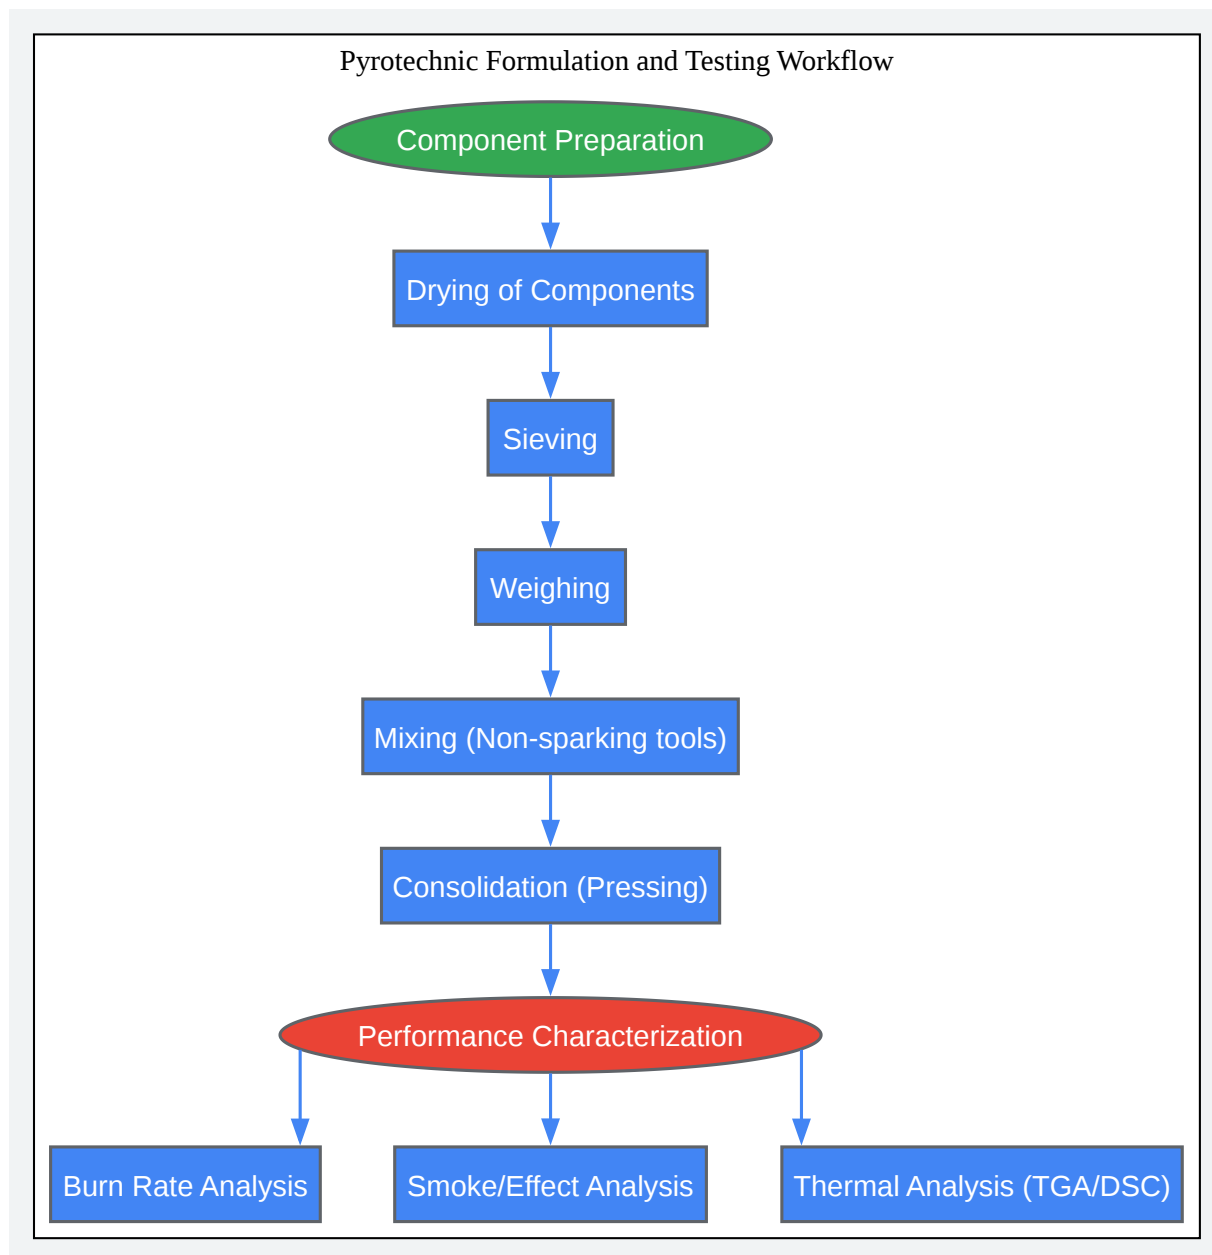 Pyrotechnic Formulation and Testing Workflow
Component Preparation
Drying of Components
Sieving
Weighing
Mixing (Non-sparking tools)
Consolidation (Pressing)
Performance Characterization
Burn Rate Analysis
Smoke/Effect Analysis
Thermal Analysis (TGA/DSC)